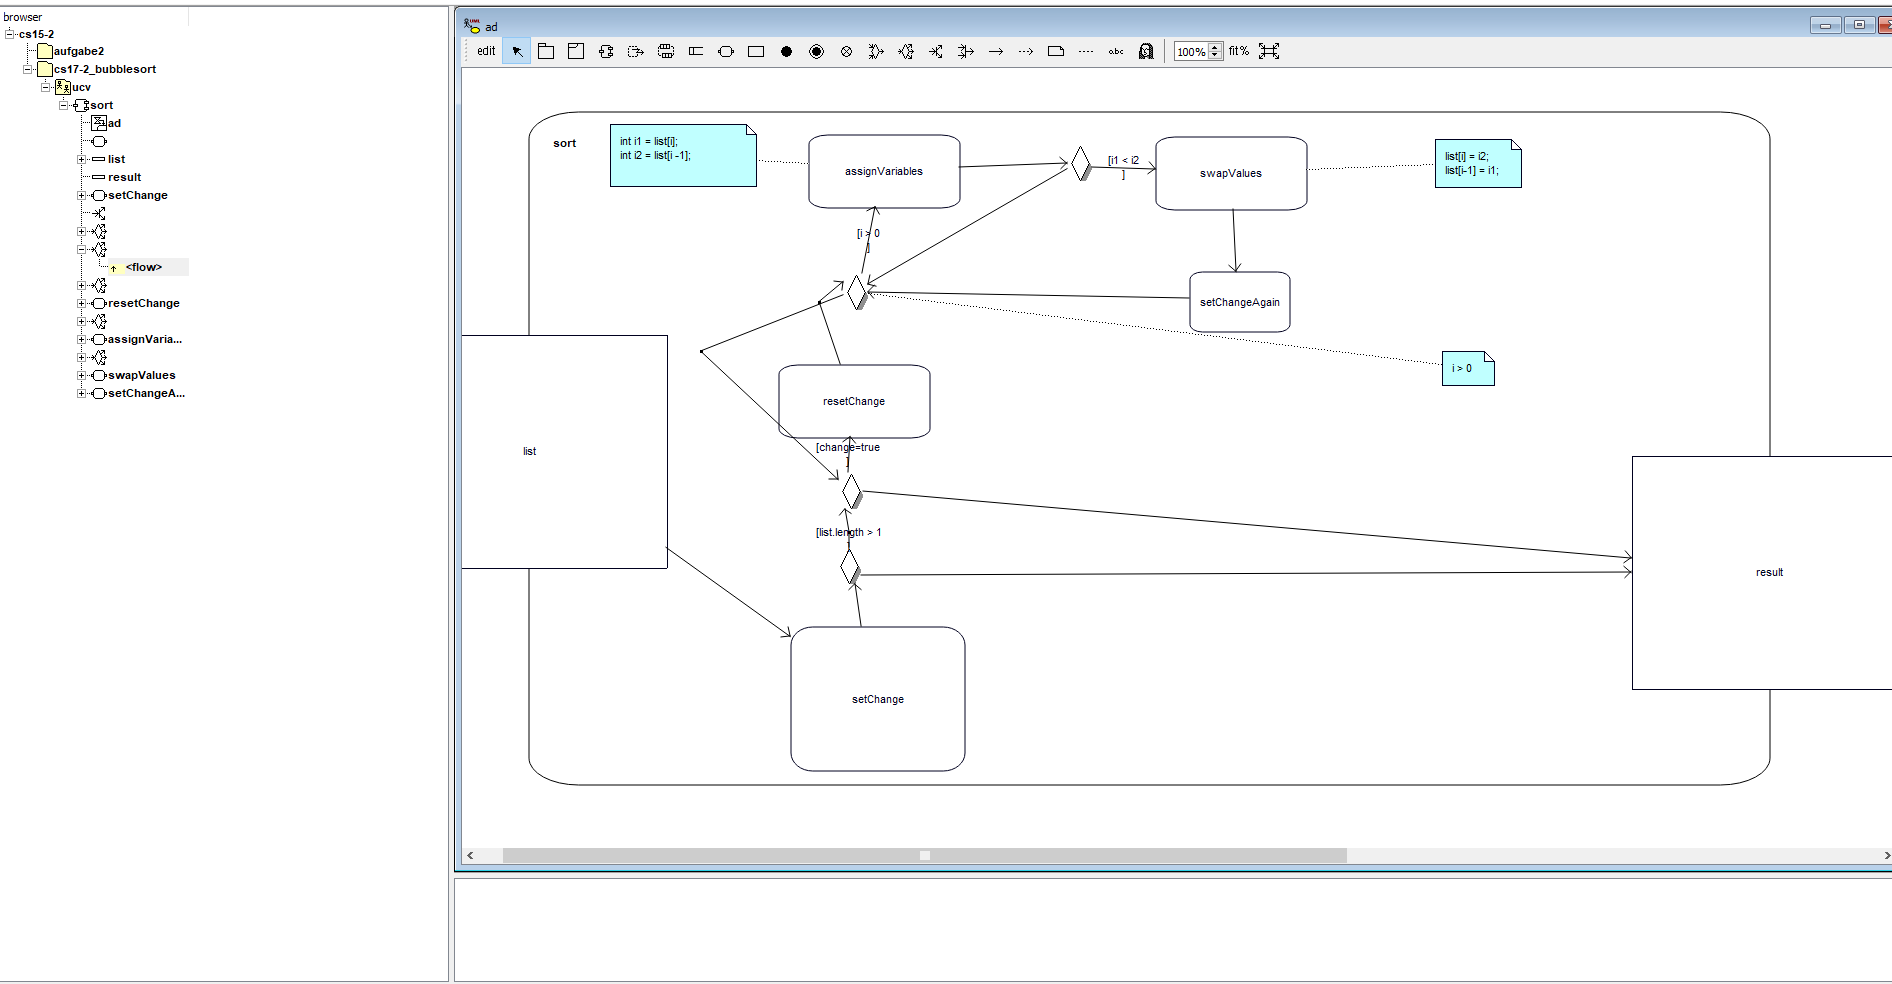 browser
cs15-2
aufgabe2
cs17-2_bubblesort
ucv
sort
ad
list
result
setChange
<flow>
resetChange
assignVaria...
swapValues
setChangeA...
ad
edit
abc
100%
fit%
sort
int i1 = list[i];
int i2 = list[i -1];
assignVariables
[i1 < i2
]
swapValues
list[i] = i2;
list[i-1] = i1;
[i > 0
]
setChangeAgain
i > 0
resetChange
[change=true
]
list
[list.length > 1
]
result
setChange